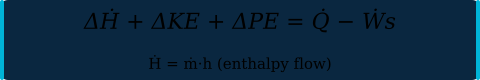 ΔḢ + ΔKE + ΔPE = Q̇ − Ẇs
Ḣ = ṁ·h (enthalpy flow)